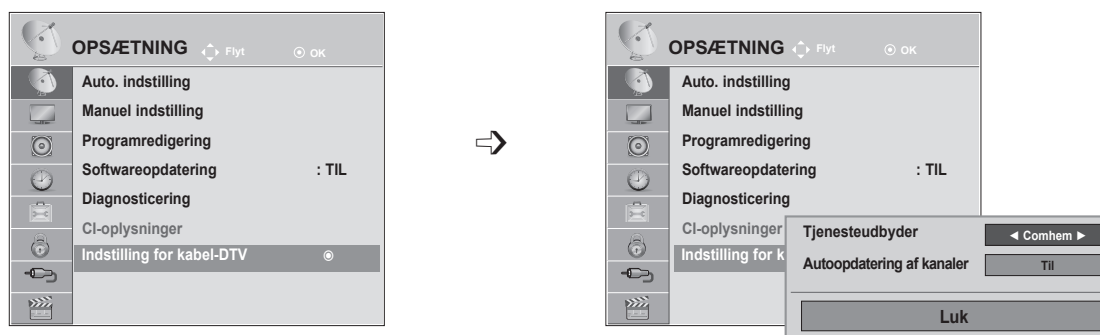 OPSÆTNING Flyt OK
Auto. indstilling
Manuel indstilling
Programredigering
Softwareopdatering : TIL
Diagnosticering
CI-oplysninger
Indstilling for kabel-DTV
OPSÆTNING Flyt OK
Auto. indstilling
Manuel indstilling
Programredigering
Softwareopdatering : TIL
Diagnosticering
CI-oplysninger
Indstilling for k
Tjenesteudbyder ◄ Comhem ►
Autoopdatering af kanaler Til
Luk